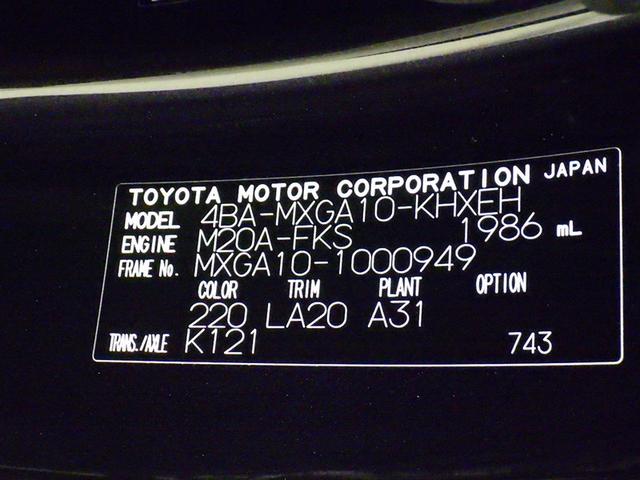 TOYOTA MOTOR CORPORATION JAPAN
MODEL 4BA-MXGA10-KHXEH
ENGINE M20A-FKS 1986 mL
FRAME No. MXGA10-1000949
COLOR TRIM PLANT OPTION
220 LA20 A31
TRANS./AXLE K121 743